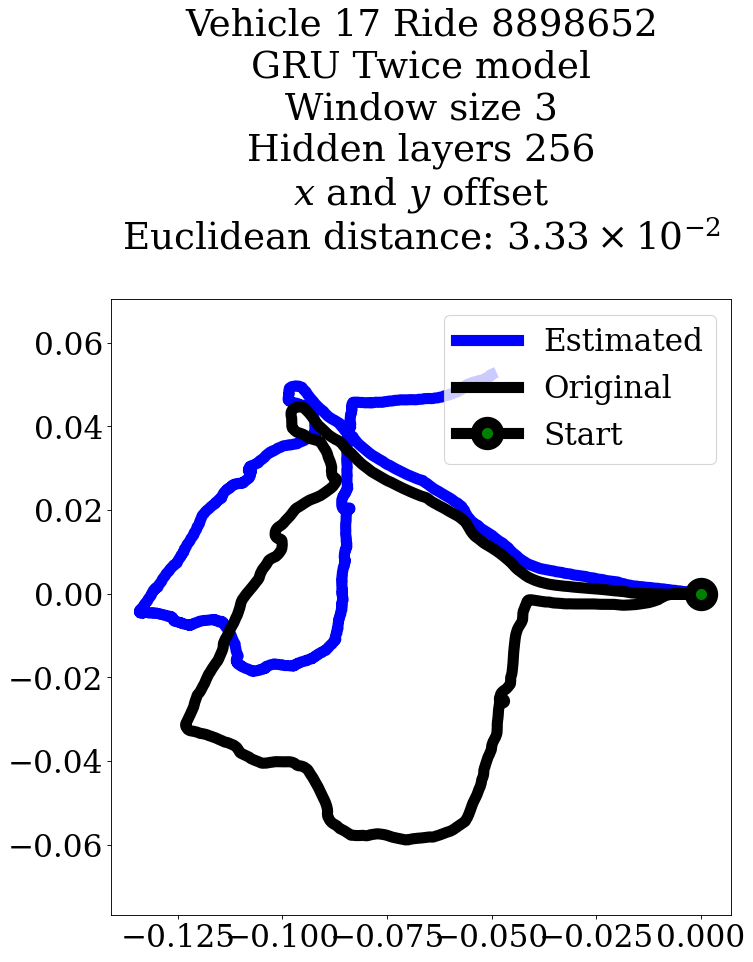 Vehicle 17 Ride 8898652
GRU Twice model
Window size 3
Hidden layers 256
x and y offset
Euclidean distance: 3.33 × 10⁻²
Estimated
Original
Start
0.06
0.04
0.02
0.00
−0.02
−0.04
−0.06
−0.125 −0.100 −0.075 −0.050 −0.025 0.000